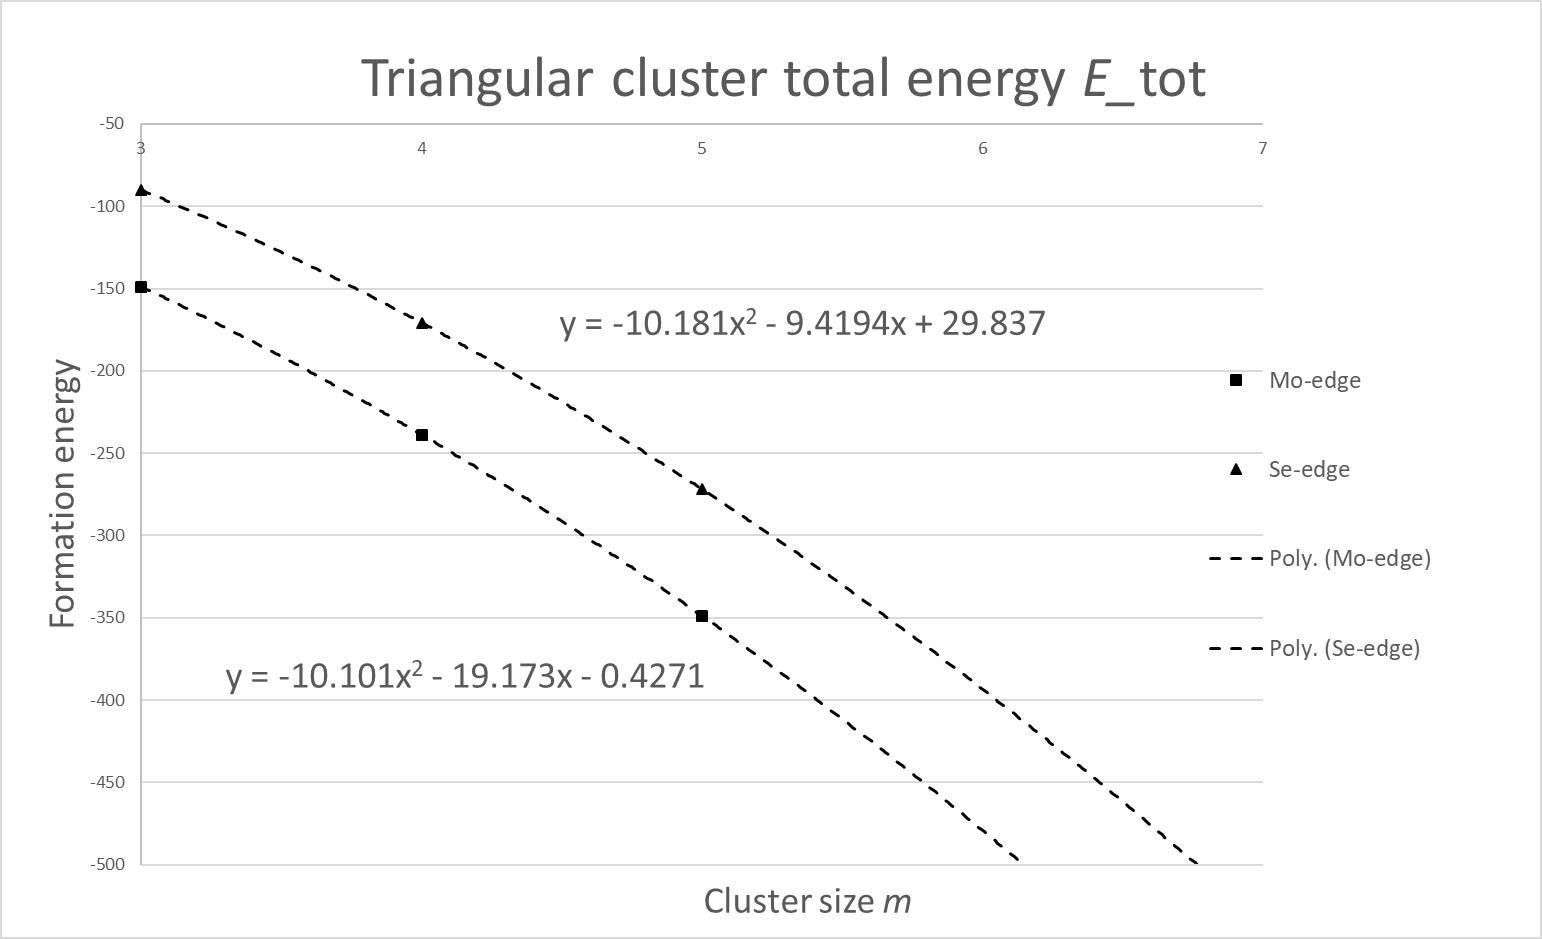 Triangular cluster total energy E_tot
-50
3 4 5 6 7
-100
-150
y = -10.181x² - 9.4194x + 29.837
-200
Mo-edge
-250
Se-edge
-300
Formation energy
-350
Poly. (Mo-edge)
Poly. (Se-edge)
y = -10.101x² - 19.173x - 0.4271
-400
-450
-500
Cluster size m